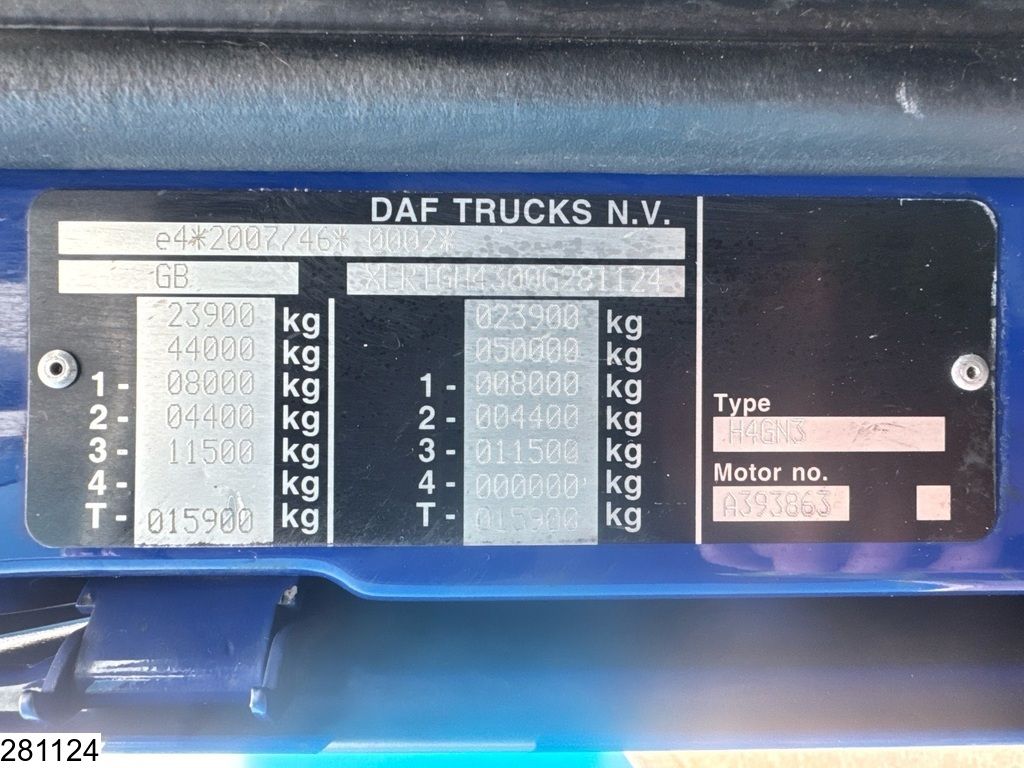 DAF TRUCKS N.V.
e4*2007/46* 0002*
GB XLRTGH4300G281124
23900 kg 023900 kg
44000 kg 050000 kg
1- 08000 kg 1- 008000 kg
2- 04400 kg 2- 004400 kg
3- 11500 kg 3- 011500 kg
4- kg 4- 000000 kg
T- 015900 kg T- 015900 kg
Type
H4GN3
Motor no.
A393863
281124